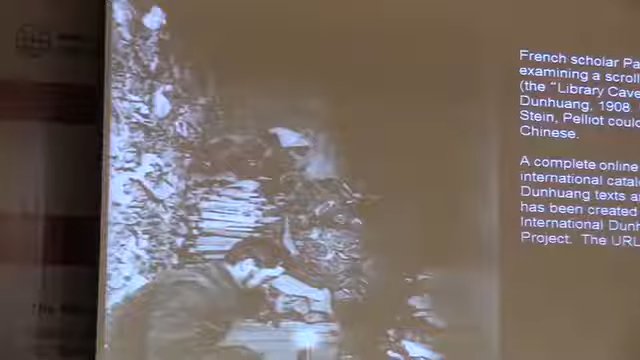 French scholar Pa
examining a scroll
(the "Library Cave
Dunhuang, 1908
Stein, Pelliot coul
Chinese.
A complete online
international catal
Dunhuang texts a
has been created
International Dunh
Project. The URL